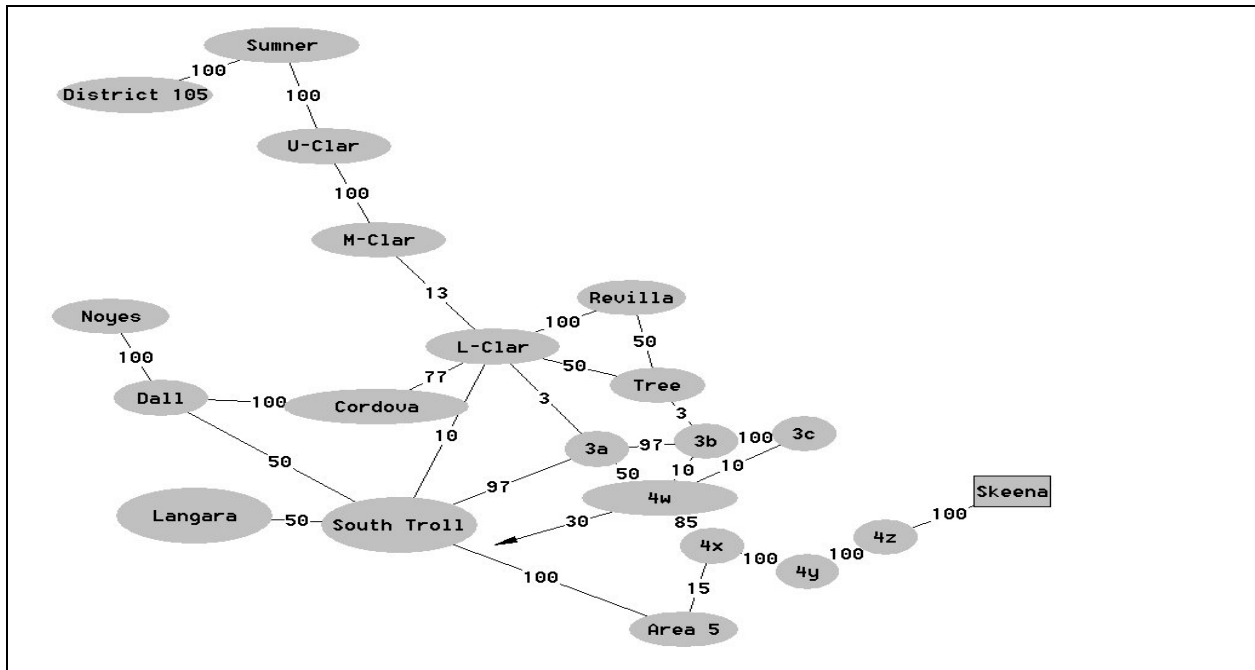 Sumner
100
District 105
100
U-Clar
100
M-Clar
13
Revilla
Noyes
100
50
L-Clar
100
77
50
Tree
Dall
100
Cordova
3
3
10
3a
97
3b
100
3c
50
50
10
10
97
4w
Skeena
Langara
50
South Troll
30
85
100
4z
4x
100
4y
100
100
15
Area 5